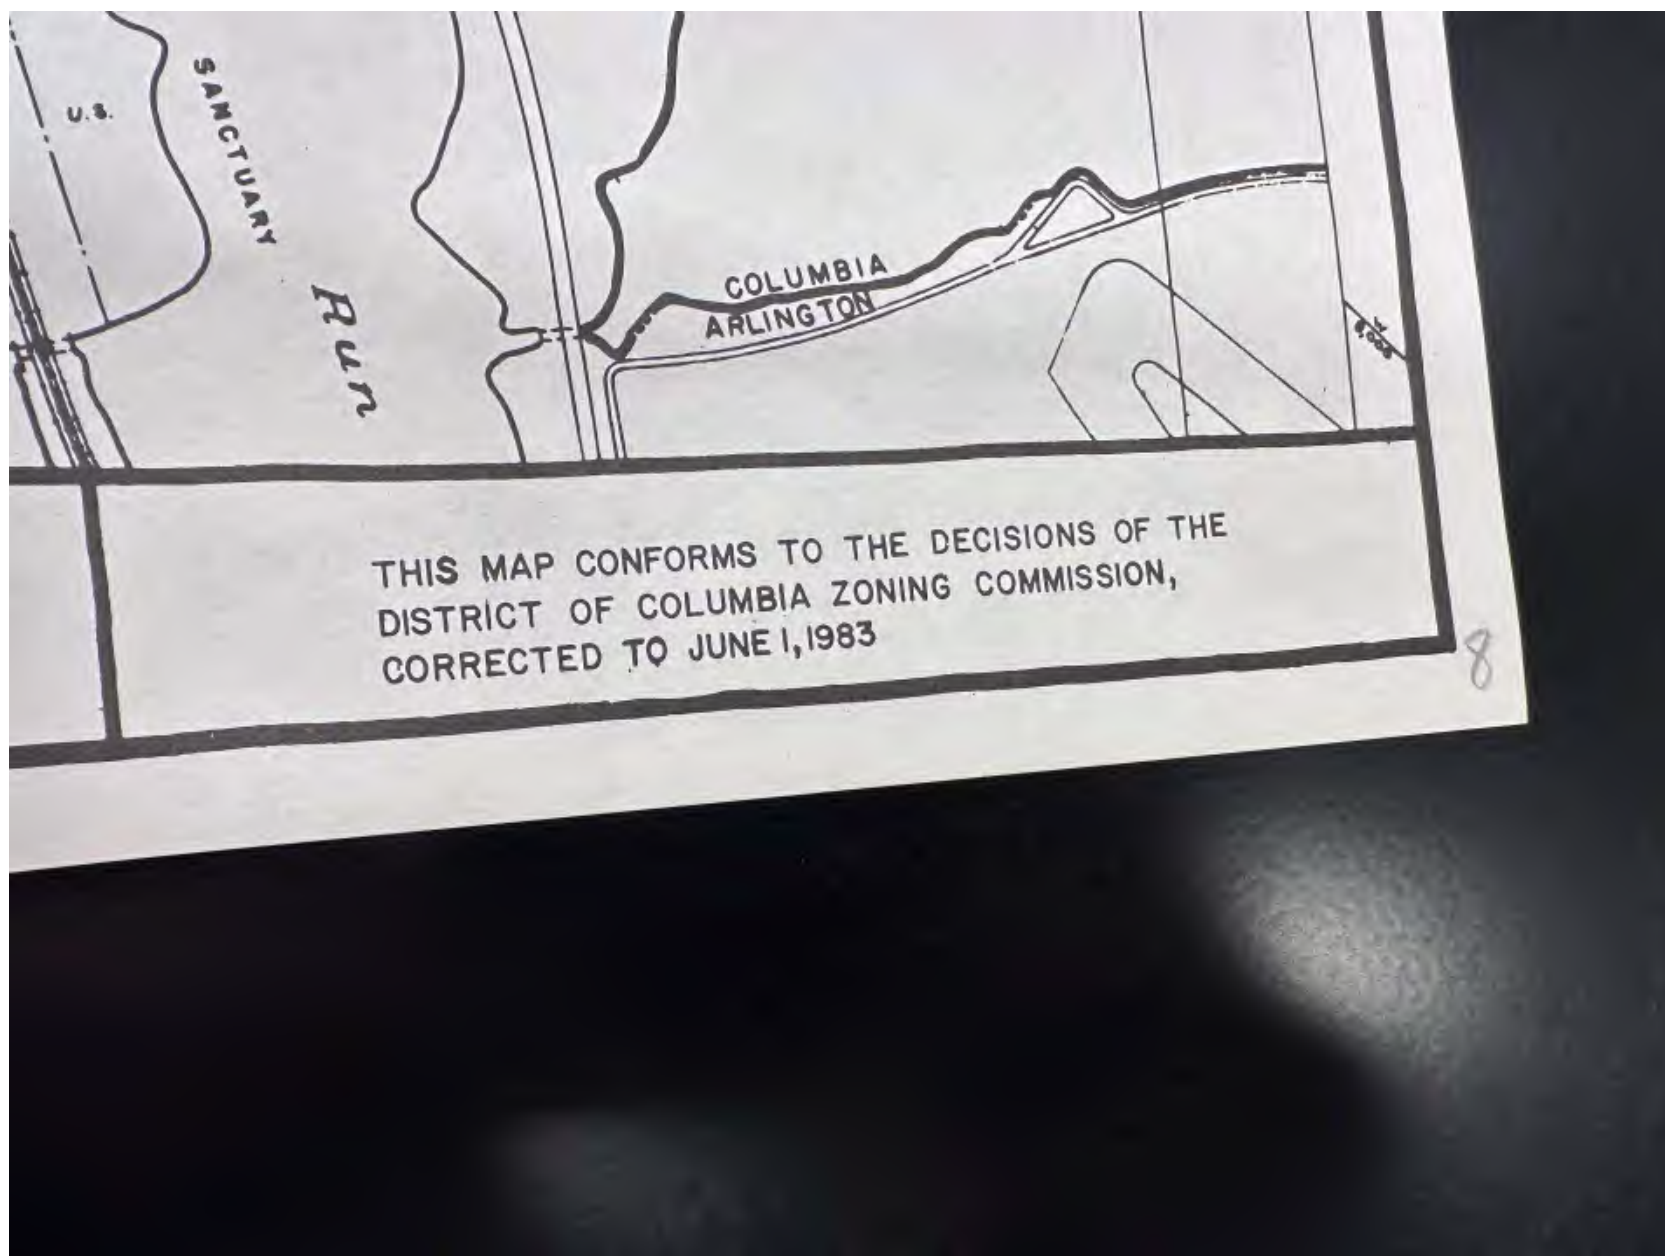 U.S.
SANCTUARY
Run
COLUMBIA
ARLINGTON
THIS MAP CONFORMS TO THE DECISIONS OF THE
DISTRICT OF COLUMBIA ZONING COMMISSION,
CORRECTED TO JUNE 1, 1983
8